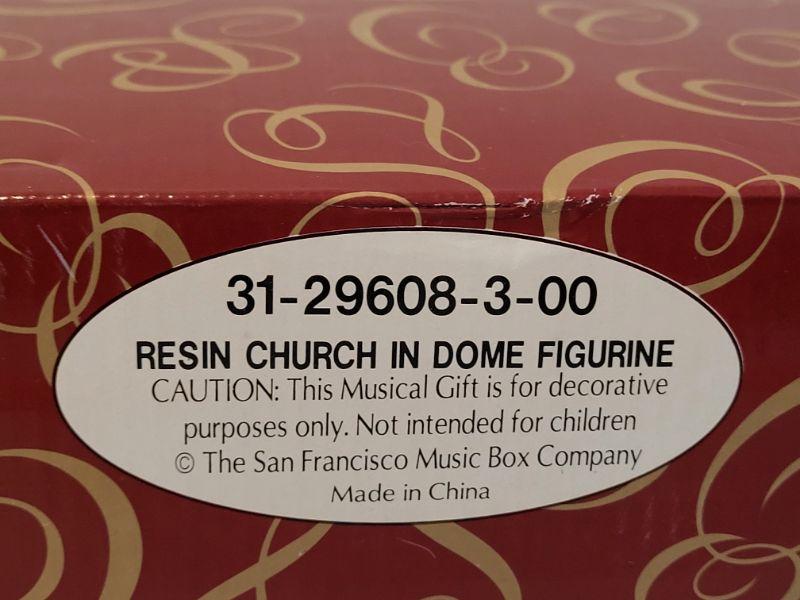 31-29608-3-00
RESIN CHURCH IN DOME FIGURINE
CAUTION: This Musical Gift is for decorative
purposes only. Not intended for children
© The San Francisco Music Box Company
Made in China